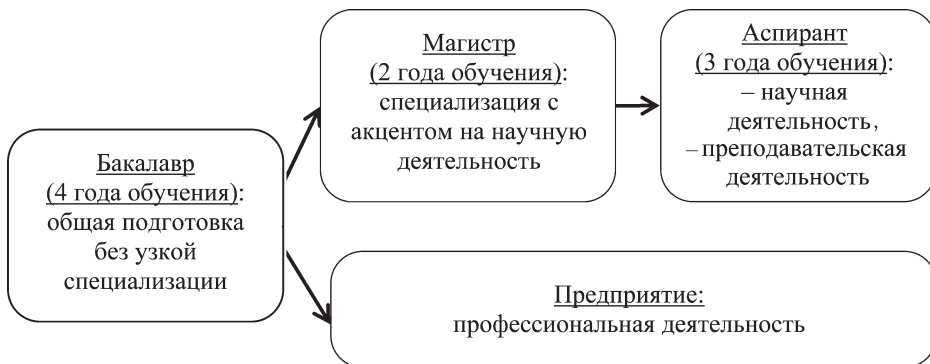 Бакалавр
(4 года обучения):
общая подготовка
без узкой
специализации
Магистр
(2 года обучения):
специализация с
акцентом на научную
деятельность
Аспирант
(3 года обучения):
– научная
деятельность,
– преподавательская
деятельность
Предприятие:
профессиональная деятельность